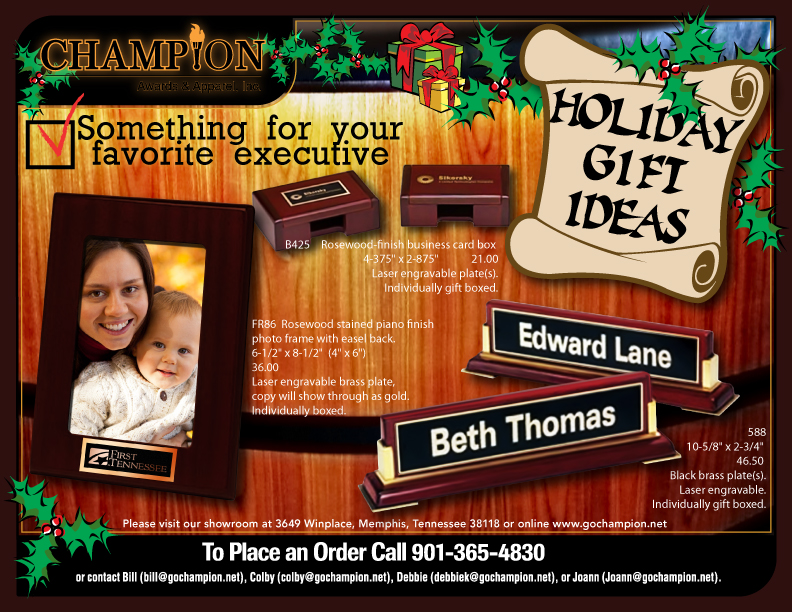 CHAMPION
Awards & Apparel, Inc.
HOLIDAY
GIFT
IDEAS
Something for your
favorite executive
Sikorsky
Sikorsky
B425 Rosewood-finish business card box
4-375" x 2-875" 21.00
Laser engravable plate(s).
Individually gift boxed.
FR86 Rosewood stained piano finish
photo frame with easel back.
6-1/2" x 8-1/2" (4" x 6")
36.00
Laser engravable brass plate,
copy will show through as gold.
Individually boxed.
Edward Lane
Beth Thomas
FIRST
TENNESSEE
588
10-5/8" x 2-3/4"
46.50
Black brass plate(s).
Laser engravable.
Individually gift boxed.
Please visit our showroom at 3649 Winplace, Memphis, Tennessee 38118 or online www.gochampion.net
To Place an Order Call 901-365-4830
or contact Bill (bill@gochampion.net), Colby (colby@gochampion.net), Debbie (debbiek@gochampion.net), or Joann (Joann@gochampion.net).